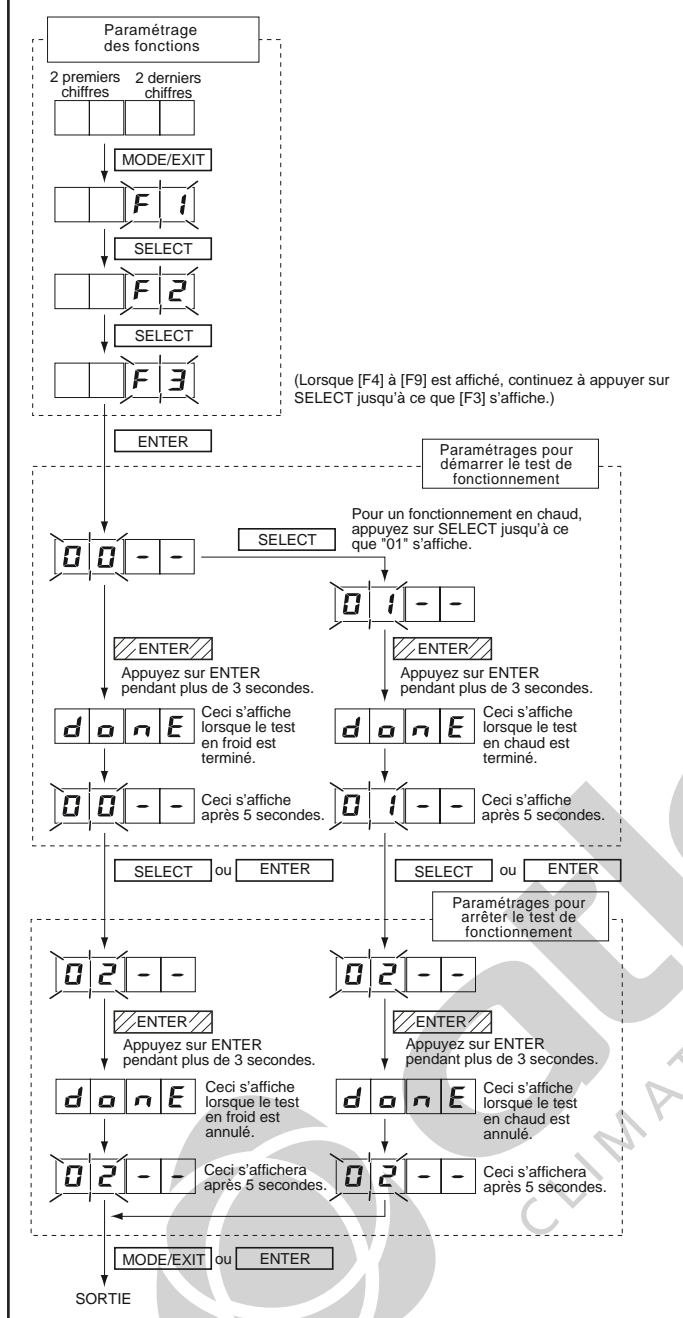 Paramétrage
des fonctions
2 premiers
chiffres
2 derniers
chiffres
MODE/EXIT
F 1
SELECT
F 2
SELECT
F 3
(Lorsque [F4] à [F9] est affiché, continuez à appuyer sur
SELECT jusqu'à ce que [F3] s'affiche.)
ENTER
Paramétrages pour
démarrer le test de
fonctionnement
Pour un fonctionnement en chaud,
appuyez sur SELECT jusqu'à ce
que "01" s'affiche.
SELECT
0 0 - -
0 1 - -
ENTER
Appuyez sur ENTER
pendant plus de 3 secondes.
ENTER
Appuyez sur ENTER
pendant plus de 3 secondes.
d o n E
Ceci s'affiche
lorsque le test
en froid est
terminé.
d o n E
Ceci s'affiche
lorsque le test
en chaud est
terminé.
0 0 - -
Ceci s'affiche
après 5 secondes.
0 1 - -
Ceci s'affiche
après 5 secondes.
SELECT ou ENTER
SELECT ou ENTER
Paramétrages pour
arrêter le test de
fonctionnement
0 2 - -
0 2 - -
ENTER
Appuyez sur ENTER
pendant plus de 3 secondes.
ENTER
Appuyez sur ENTER
pendant plus de 3 secondes.
d o n E
Ceci s'affiche
lorsque le test
en froid est
annulé.
d o n E
Ceci s'affiche
lorsque le test
en chaud est
annulé.
0 2 - -
Ceci s'affichera
après 5 secondes.
0 2 - -
Ceci s'affichera
après 5 secondes.
MODE/EXIT ou ENTER
SORTIE